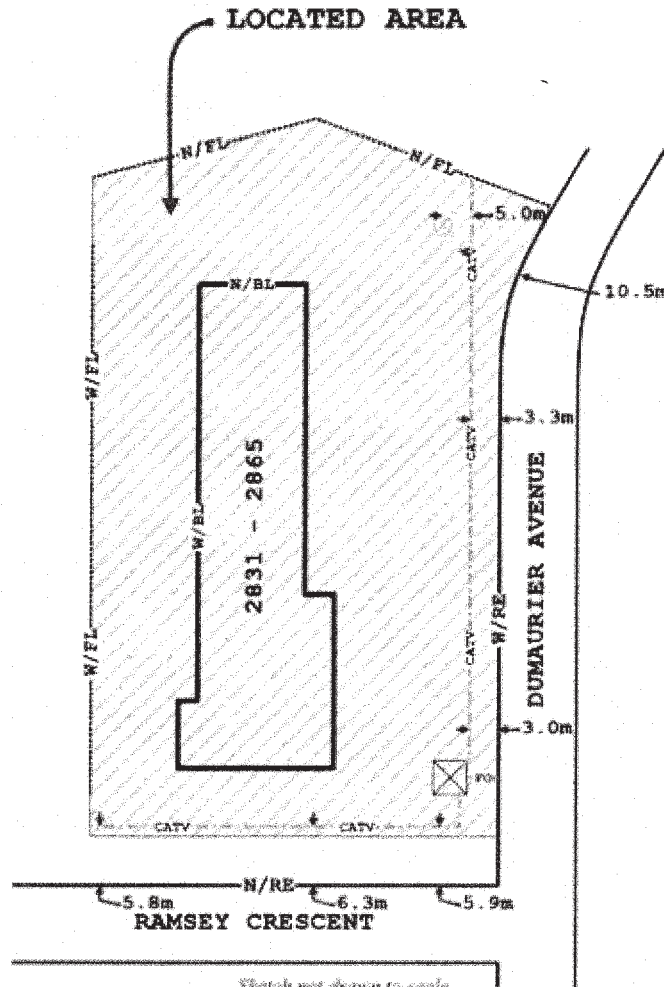 LOCATED AREA
N/FL
N/FL
5.0m
CATV
N/BL
10.5m
W/FL
3.3m
CATV
2831 - 2865
W/BL
DUMAURIER AVENUE
W/RE
W/FL
CATV
3.0m
CATV
CATV
N/RE
5.8m
6.3m
5.9m
RAMSEY CRESCENT
Sketch not drawn to scale